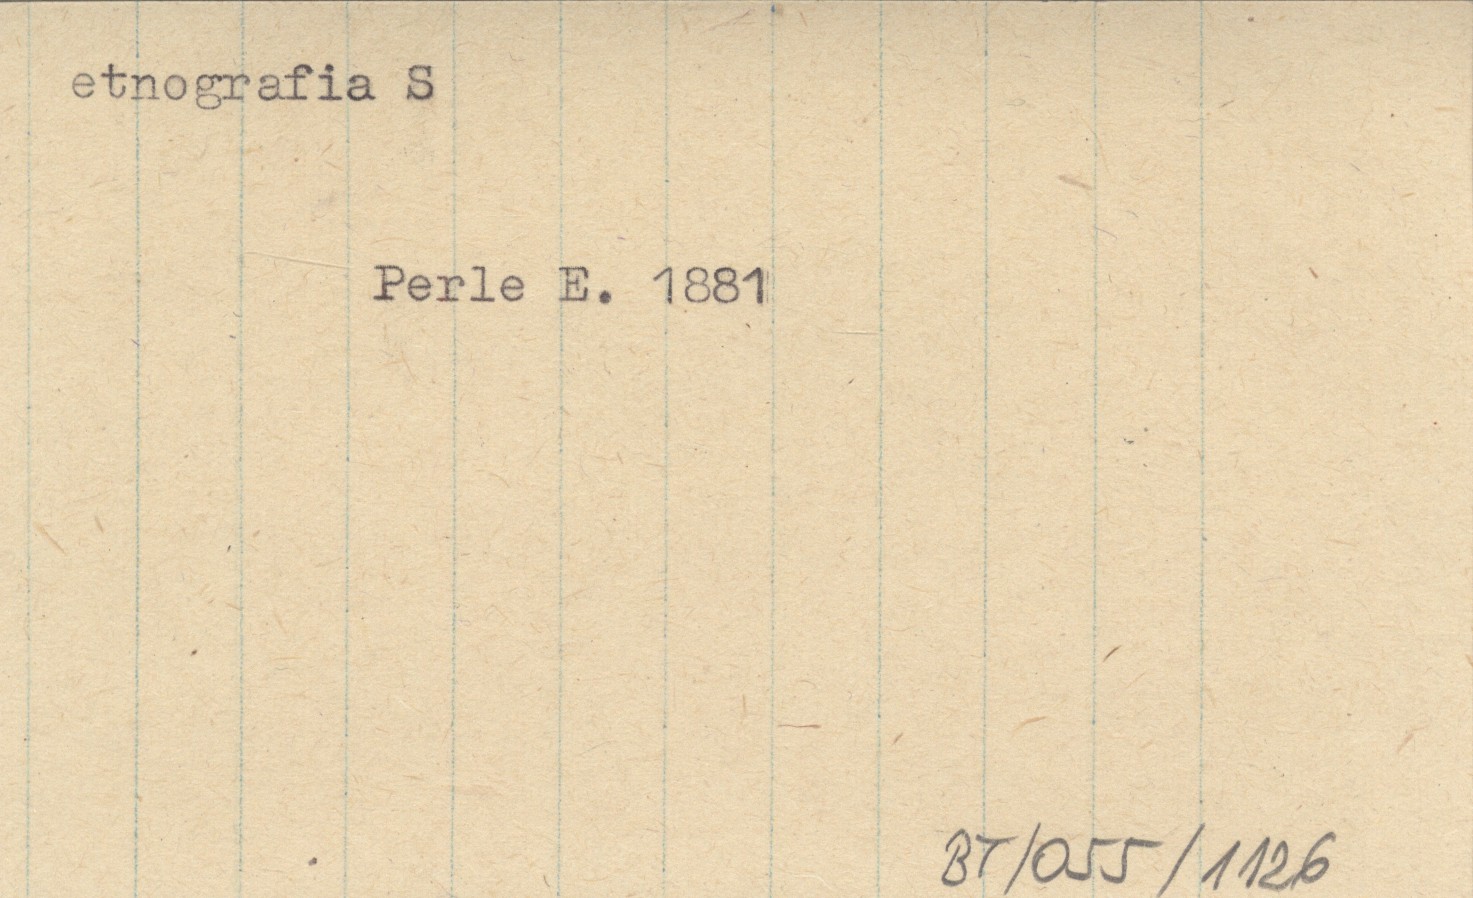 etnografia S
Perle E. 1881
BT/055/1126